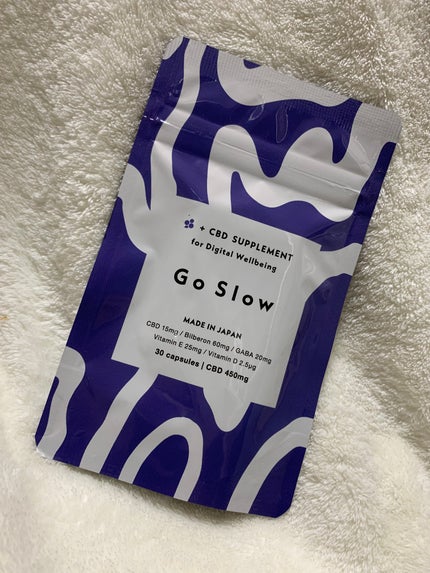 + CBD SUPPLEMENT
for Digital Wellbeing
Go Slow
MADE IN JAPAN
CBD 15mg / Bilberon 60mg / GABA 20mg
Vitamin E 25mg / Vitamin D 2.5μg
30 capsules | CBD 450mg